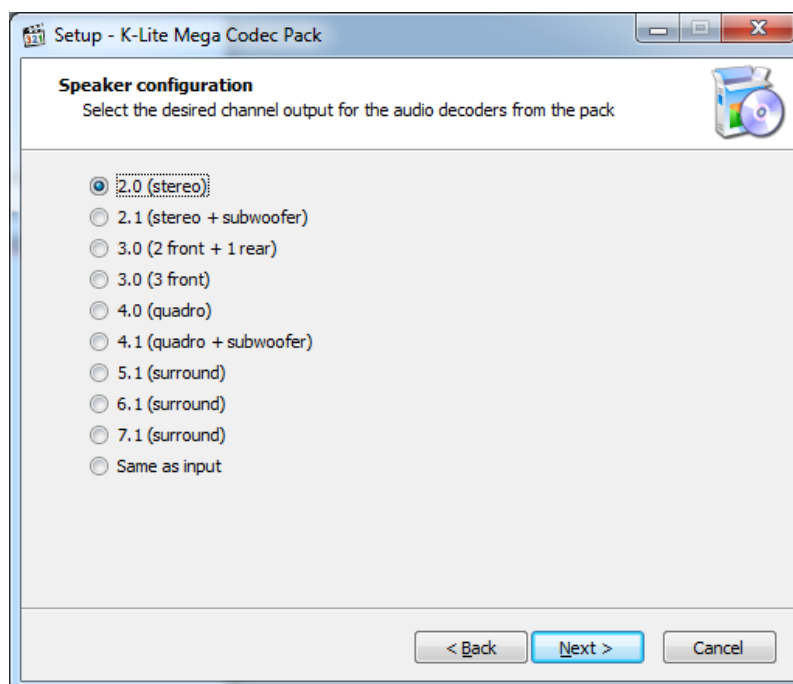 Setup - K-Lite Mega Codec Pack
Speaker configuration
Select the desired channel output for the audio decoders from the pack
2.0 (stereo)
2.1 (stereo + subwoofer)
3.0 (2 front + 1 rear)
3.0 (3 front)
4.0 (quadro)
4.1 (quadro + subwoofer)
5.1 (surround)
6.1 (surround)
7.1 (surround)
Same as input
< Back Next > Cancel